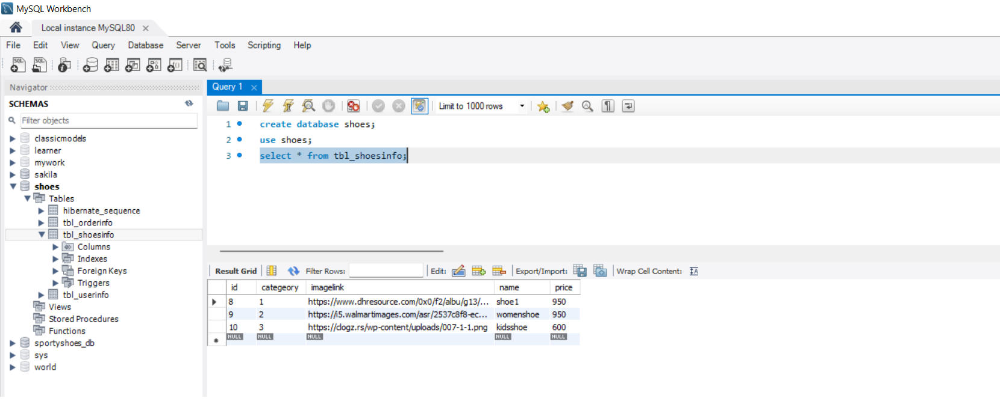 MySQL Workbench
Local instance MySQL80
File Edit View Query Database Server Tools Scripting Help
Navigator
SCHEMAS
Filter objects
classicmodels
learner
mywork
sakila
shoes
Tables
hibernate_sequence
tbl_orderinfo
tbl_shoesinfo
Columns
Indexes
Foreign Keys
Triggers
tbl_userinfo
Views
Stored Procedures
Functions
sportyshoes_db
sys
world
Query 1
Limit to 1000 rows
1 create database shoes;
2 use shoes;
3 select * from tbl_shoesinfo;
Result Grid Filter Rows: Edit: Export/Import: Wrap Cell Content:
id categeory imagelink name price
8 1 https://www.dhresource.com/0x0/f2/albu/g13/... shoe1 950
9 2 https://i5.walmartimages.com/asr/2537c8f8-ec... womenshoe 950
10 3 https://clogz.rs/wp-content/uploads/007-1-1.png kidsshoe 600
NULL NULL NULL NULL NULL